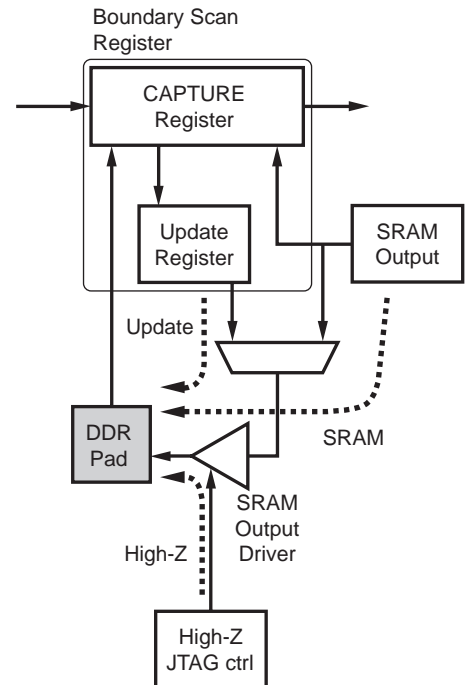 Boundary Scan
Register
CAPTURE
Register
Update
Register
SRAM
Output
Update
SRAM
DDR
Pad
SRAM
Output
Driver
High-Z
High-Z
JTAG ctrl